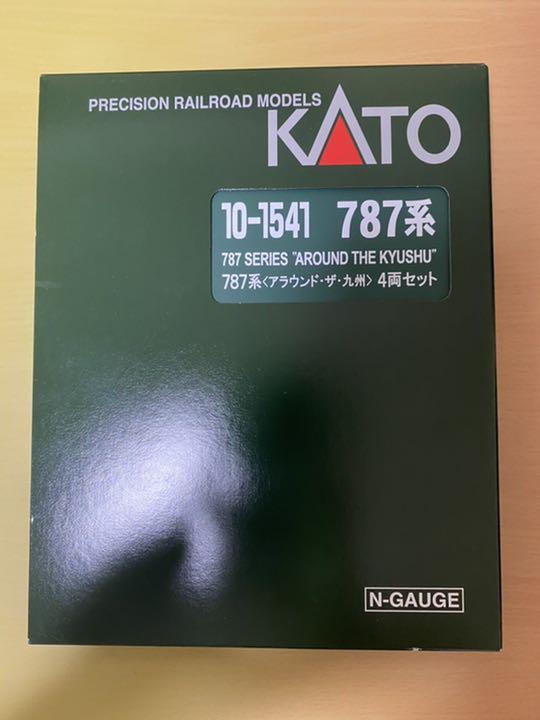 PRECISION RAILROAD MODELS
KATO
10-1541 787系
787 SERIES "AROUND THE KYUSHU"
787系〈アラウンド・ザ・九州〉 4両セット
N-GAUGE